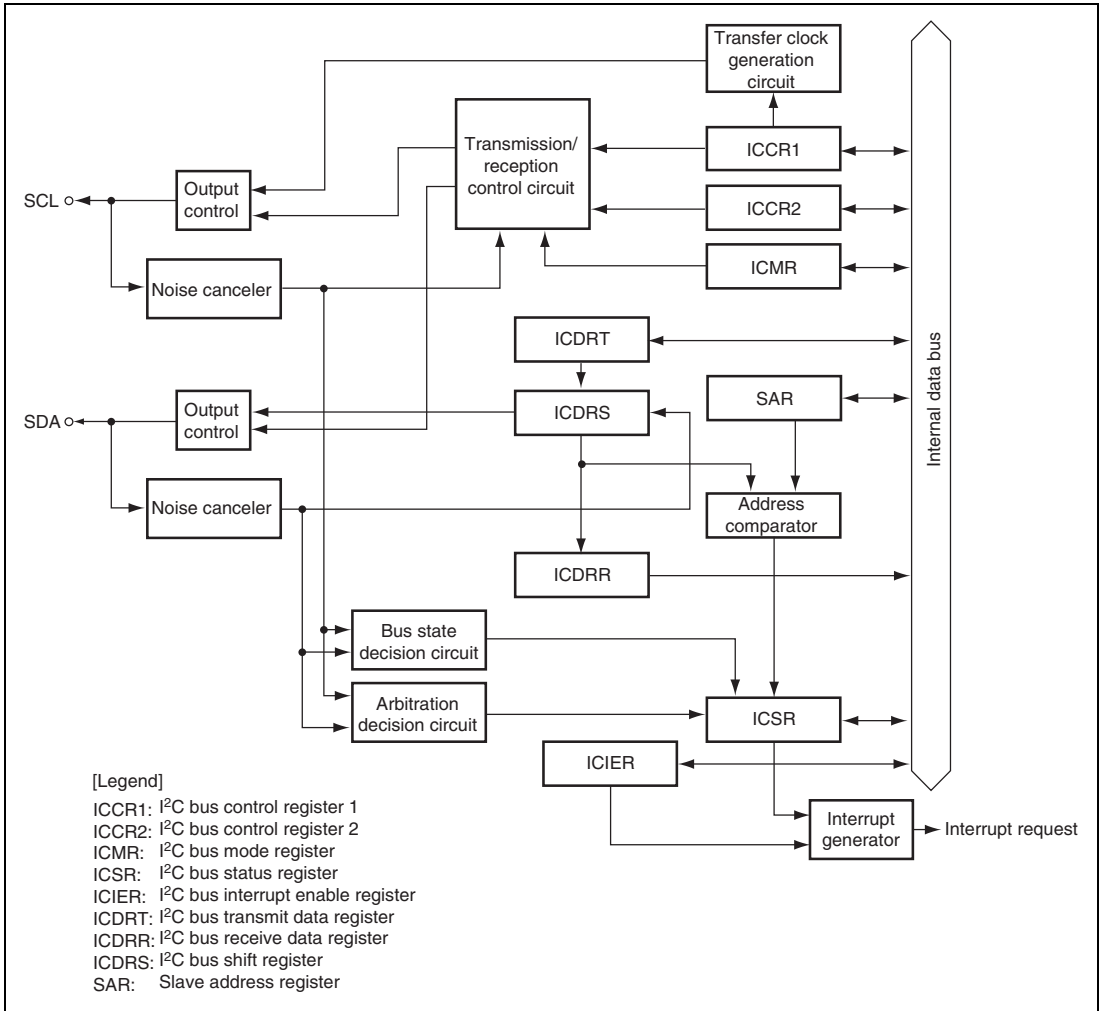 Transfer clock
generation
circuit
Transmission/
reception
control circuit
ICCR1
SCL
Output
control
ICCR2
ICMR
Noise canceler
ICDRT
Internal data bus
SAR
SDA
Output
control
ICDRS
Noise canceler
Address
comparator
ICDRR
Bus state
decision circuit
Arbitration
decision circuit
ICSR
ICIER
Interrupt
generator
Interrupt request
[Legend]
ICCR1: I²C bus control register 1
ICCR2: I²C bus control register 2
ICMR: I²C bus mode register
ICSR: I²C bus status register
ICIER: I²C bus interrupt enable register
ICDRT: I²C bus transmit data register
ICDRR: I²C bus receive data register
ICDRS: I²C bus shift register
SAR: Slave address register